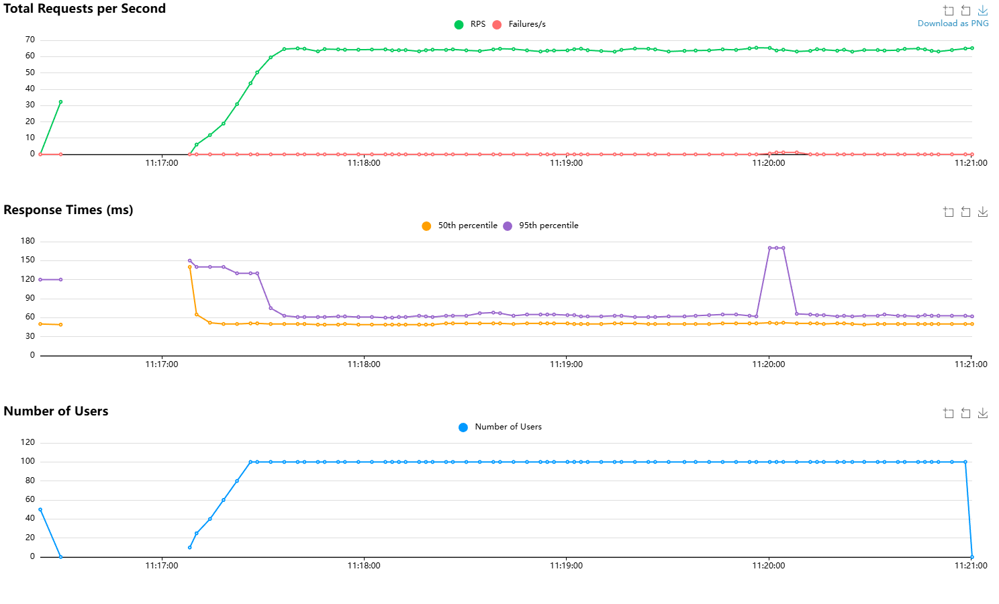 Total Requests per Second
RPS Failures/s
Download as PNG
70
60
50
40
30
20
10
0
11:17:00 11:18:00 11:19:00 11:20:00 11:21:00
Response Times (ms)
50th percentile 95th percentile
180
150
120
90
60
30
0
11:17:00 11:18:00 11:19:00 11:20:00 11:21:00
Number of Users
Number of Users
120
100
80
60
40
20
0
11:17:00 11:18:00 11:19:00 11:20:00 11:21:00